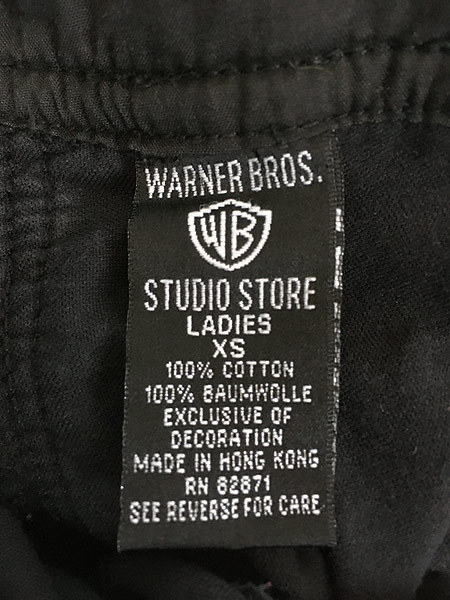 WARNER BROS.
WB
STUDIO STORE
LADIES
XS
100% COTTON
100% BAUMWOLLE
EXCLUSIVE OF
DECORATION
MADE IN HONG KONG
RN 82871
SEE REVERSE FOR CARE